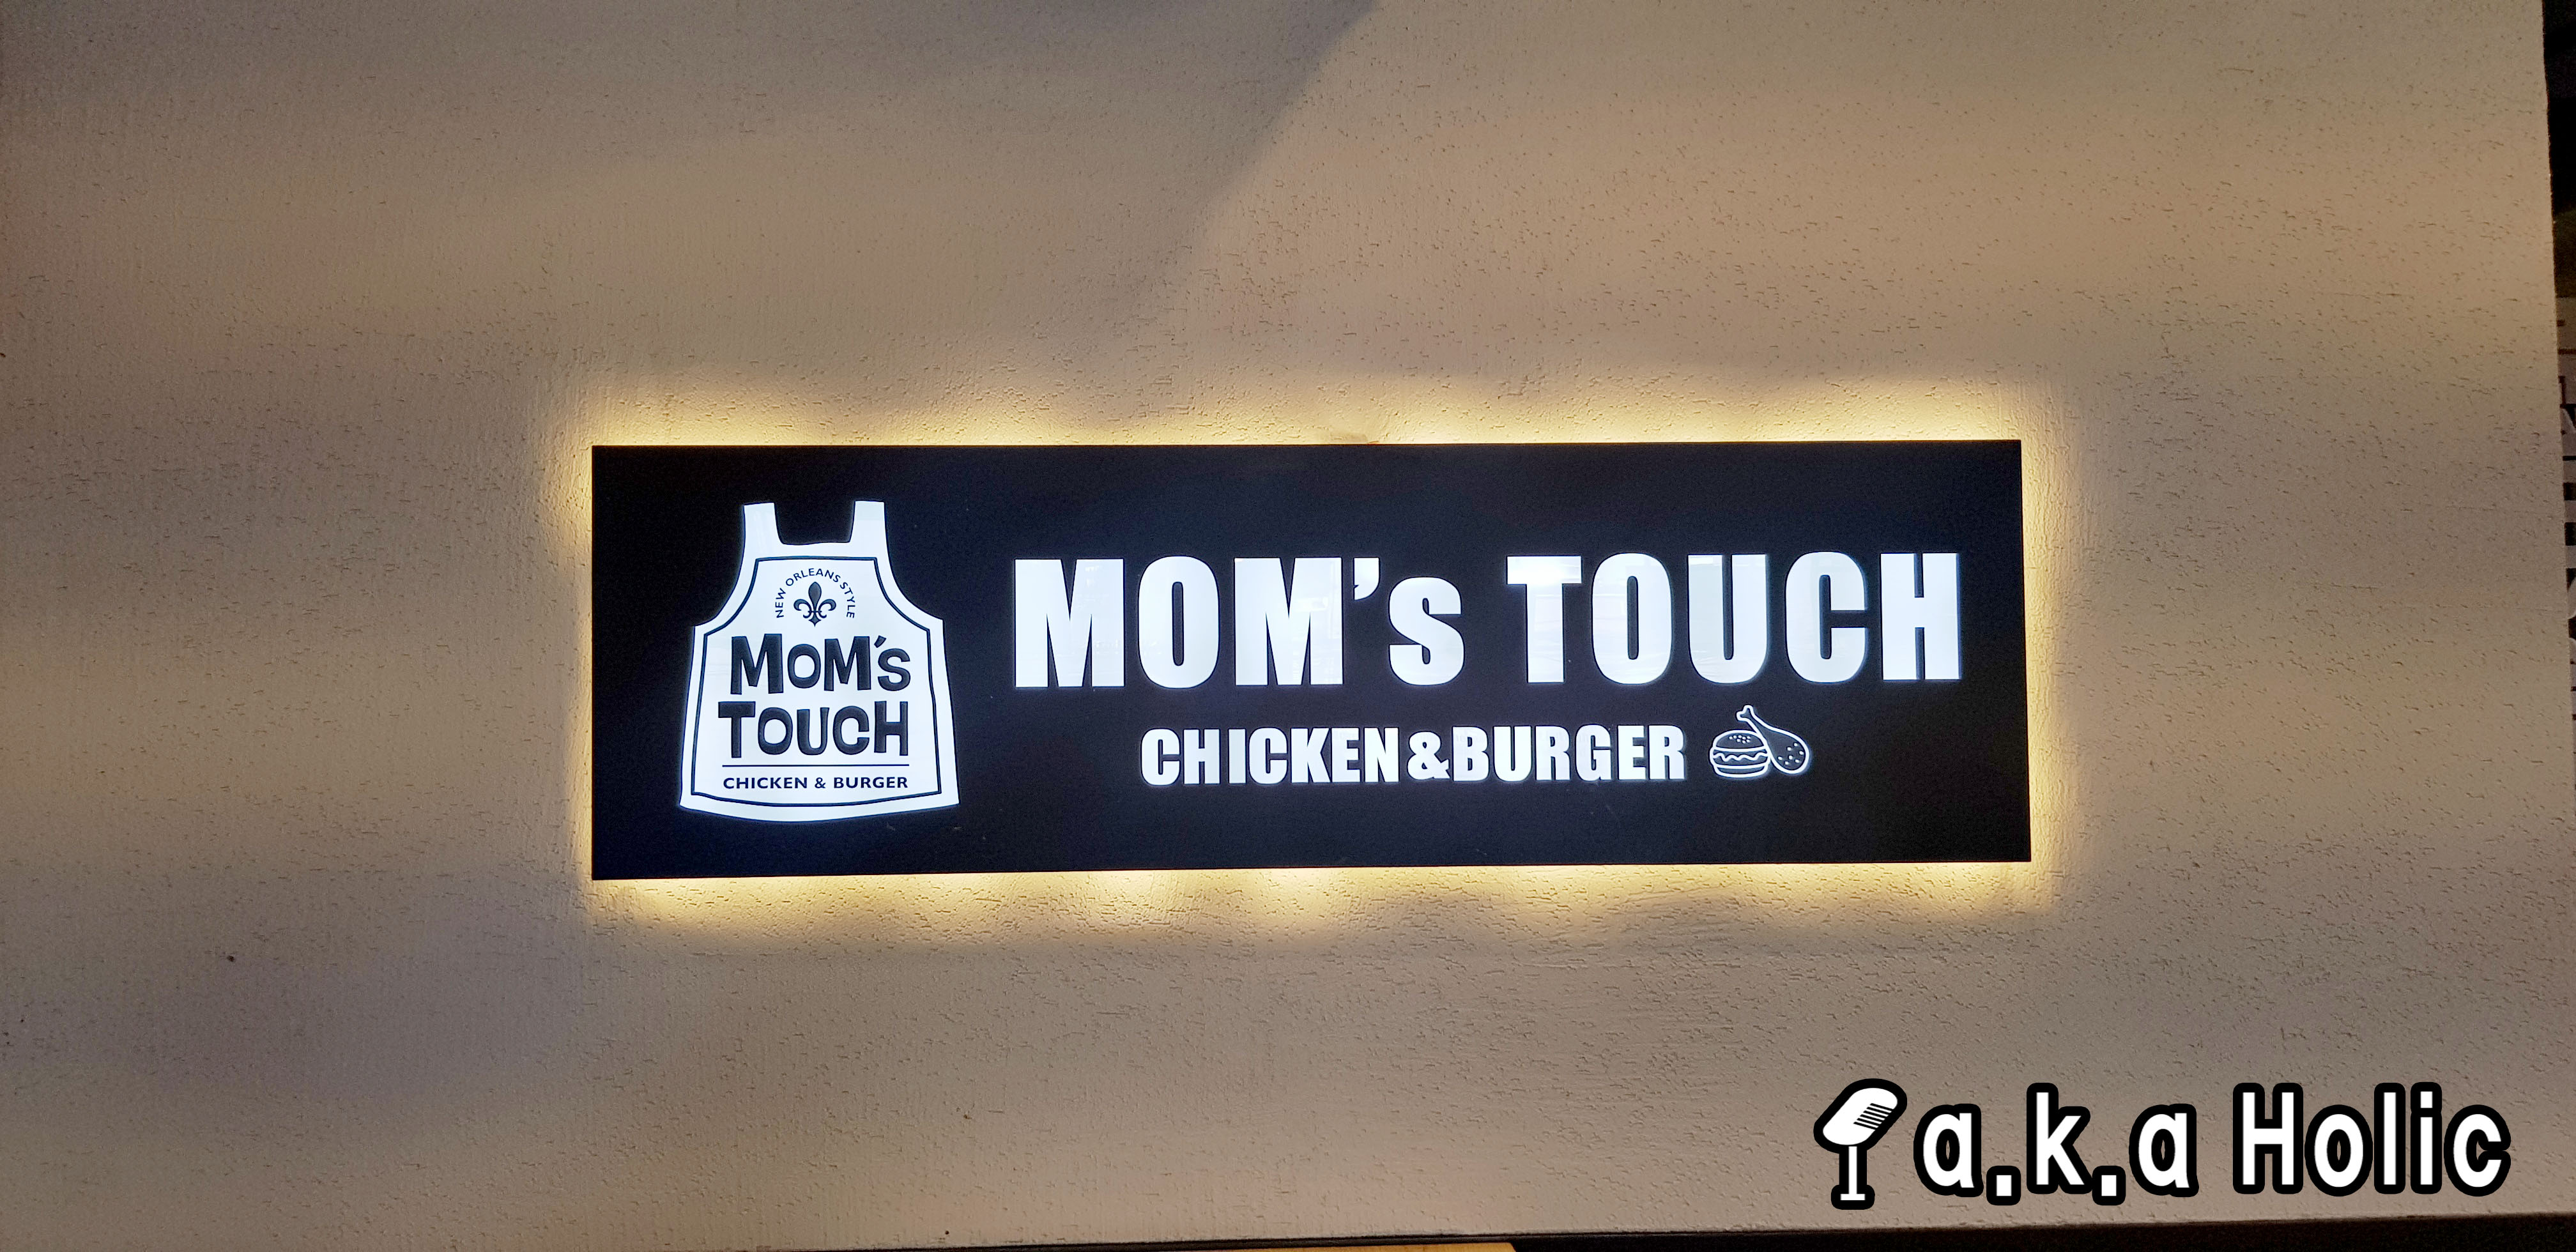 NEW ORLEANS STYLE
MOM'S
TOUCH
CHICKEN & BURGER
MOM's TOUCH
CHICKEN&BURGER
a.k.a Holic